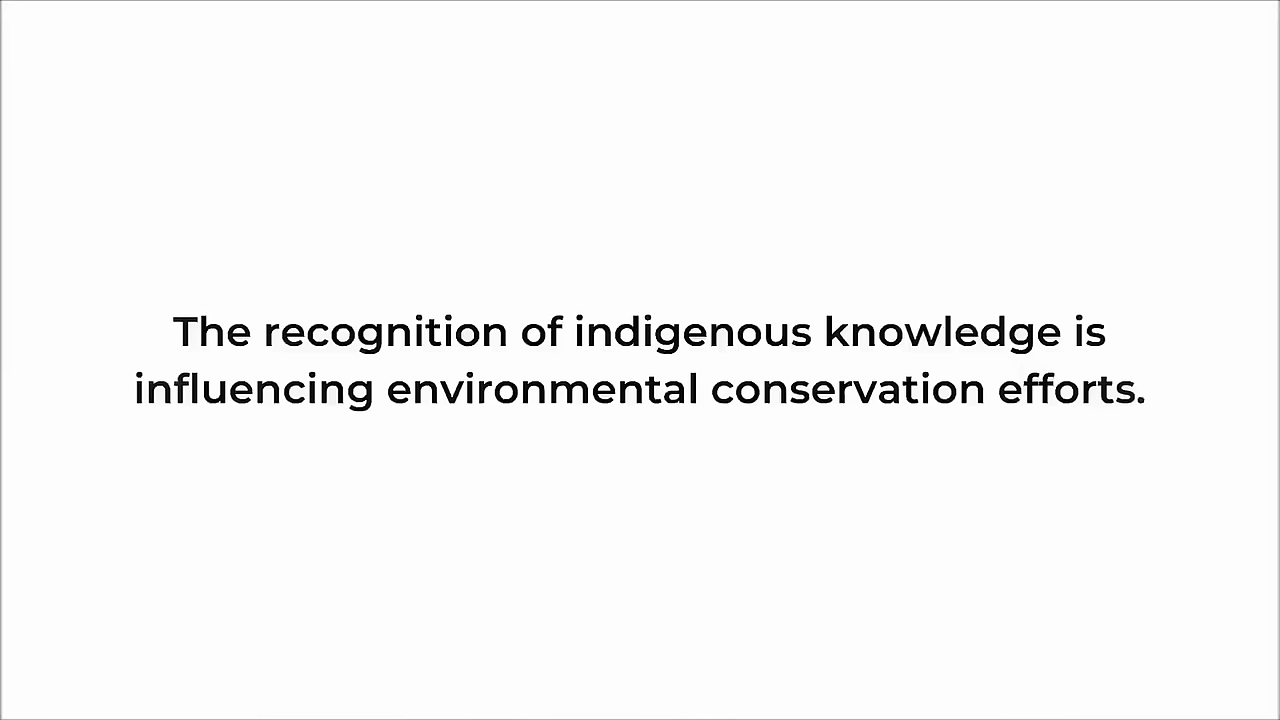 The recognition of indigenous knowledge is
influencing environmental conservation efforts.